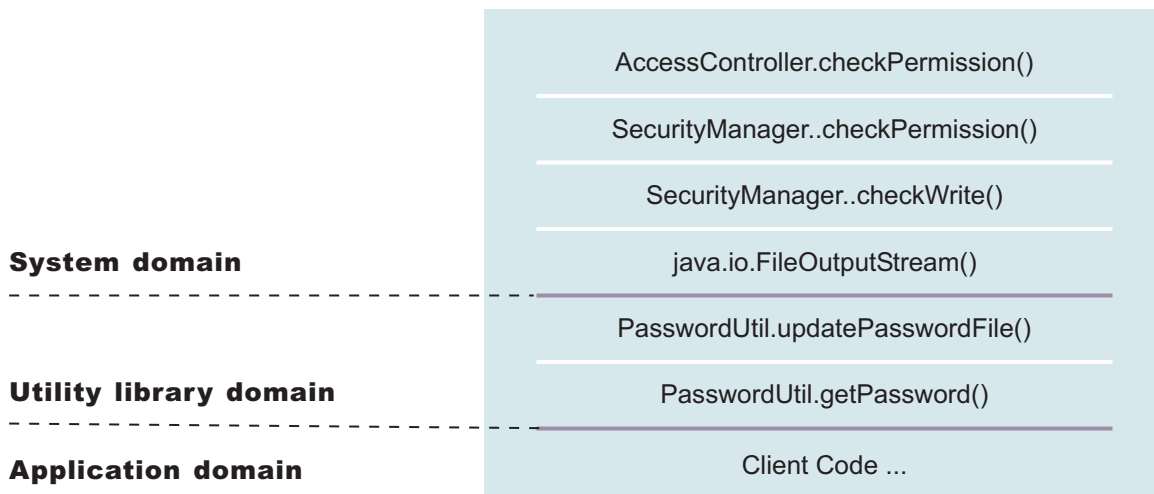 AccessController.checkPermission()
SecurityManager..checkPermission()
SecurityManager..checkWrite()
System domain
java.io.FileOutputStream()
PasswordUtil.updatePasswordFile()
Utility library domain
PasswordUtil.getPassword()
Application domain
Client Code ...